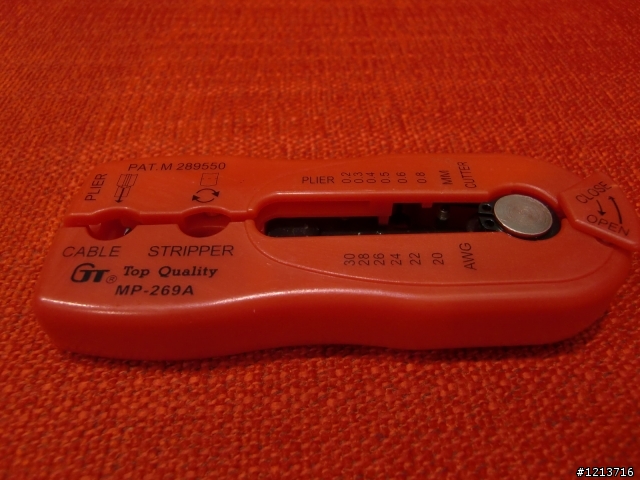 PAT.M.289550
PLIER
PLIER 0.2 0.3 0.4 0.5 0.6 0.8 MM
CUTTER
CLOSE
OPEN
CABLE STRIPPER
GT® Top Quality
MP-269A
30 28 26 24 22 20 AWG
#1213716